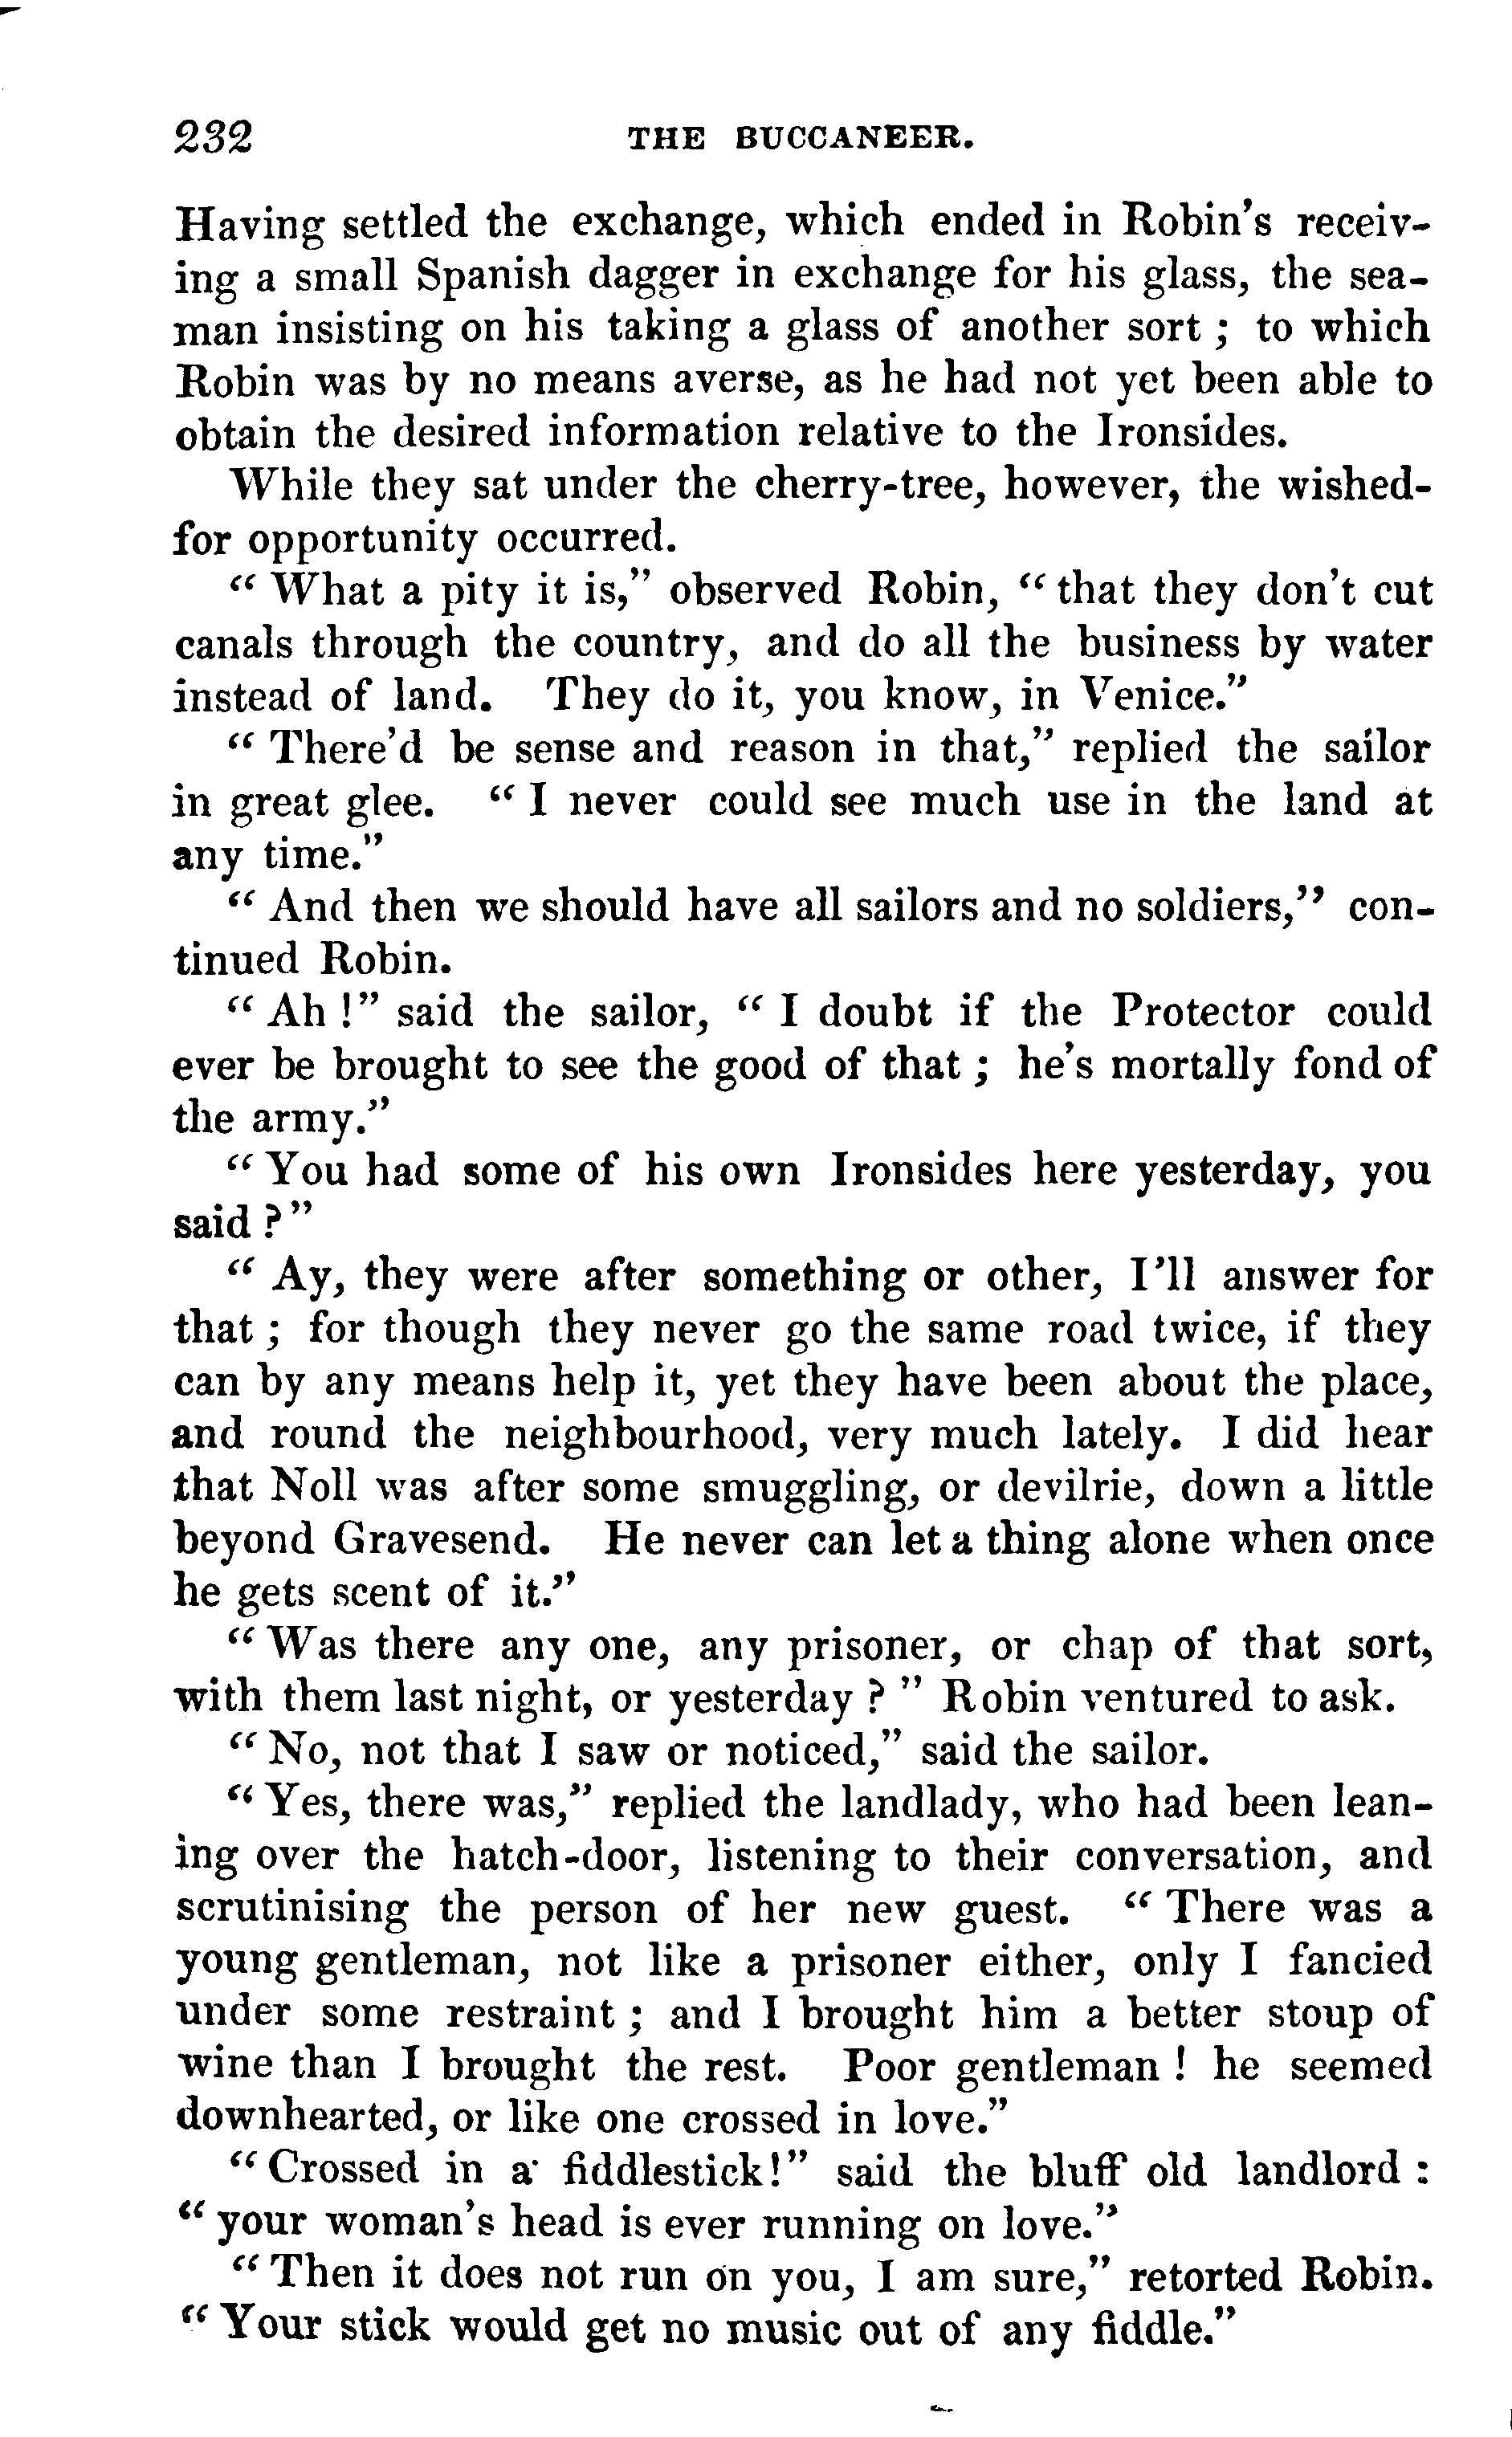 232 THE BUCCANEER.
Having settled the exchange, which ended in Robin's receiv-
ing a small Spanish dagger in exchange for his glass, the sea-
man insisting on his taking a glass of another sort ; to which
Robin was by no means averse, as he had not yet been able to
obtain the desired information relative to the Ironsides.
While they sat under the cherry-tree, however, the wished-
for opportunity occurred.
“ What a pity it is,” observed Robin, “ that they don't cut
canals through the country, and do all the business by water
instead of land. They do it, you know, in Venice.”
“ There'd be sense and reason in that,” replied the sailor
in great glee. “ I never could see much use in the land at
any time.”
“ And then we should have all sailors and no soldiers,” con-
tinued Robin.
“ Ah !” said the sailor, “ I doubt if the Protector could
ever be brought to see the good of that ; he's mortally fond of
the army.”
“ You had some of his own Ironsides here yesterday, you
said ?”
“ Ay, they were after something or other, I'll answer for
that ; for though they never go the same road twice, if they
can by any means help it, yet they have been about the place,
and round the neighbourhood, very much lately. I did hear
that Noll was after some smuggling, or devilrie, down a little
beyond Gravesend. He never can let a thing alone when once
he gets scent of it.”
“ Was there any one, any prisoner, or chap of that sort,
with them last night, or yesterday ? ” Robin ventured to ask.
“ No, not that I saw or noticed,” said the sailor.
“ Yes, there was,” replied the landlady, who had been lean-
ing over the hatch-door, listening to their conversation, and
scrutinising the person of her new guest. “ There was a
young gentleman, not like a prisoner either, only I fancied
under some restraint ; and I brought him a better stoup of
wine than I brought the rest. Poor gentleman ! he seemed
downhearted, or like one crossed in love.”
“ Crossed in a fiddlestick!” said the bluff old landlord :
“ your woman's head is ever running on love.”
“ Then it does not run on you, I am sure,” retorted Robin.
“ Your stick would get no music out of any fiddle.”